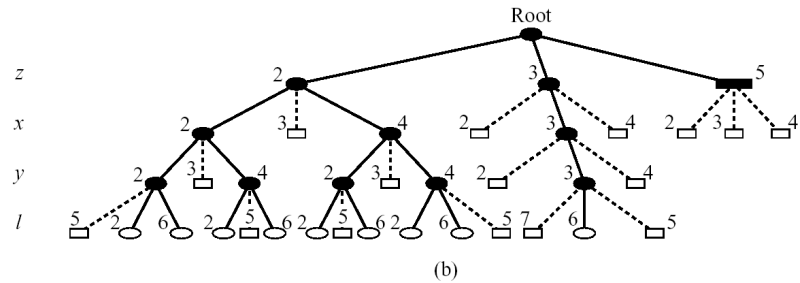 Root
z 2 3 5
x 2 3 4 2 3 4 2 3 4
y 2 3 4 2 3 4 2 3 4
l 5 2 6 2 5 6 2 5 6 2 6 5 7 6 5
(b)